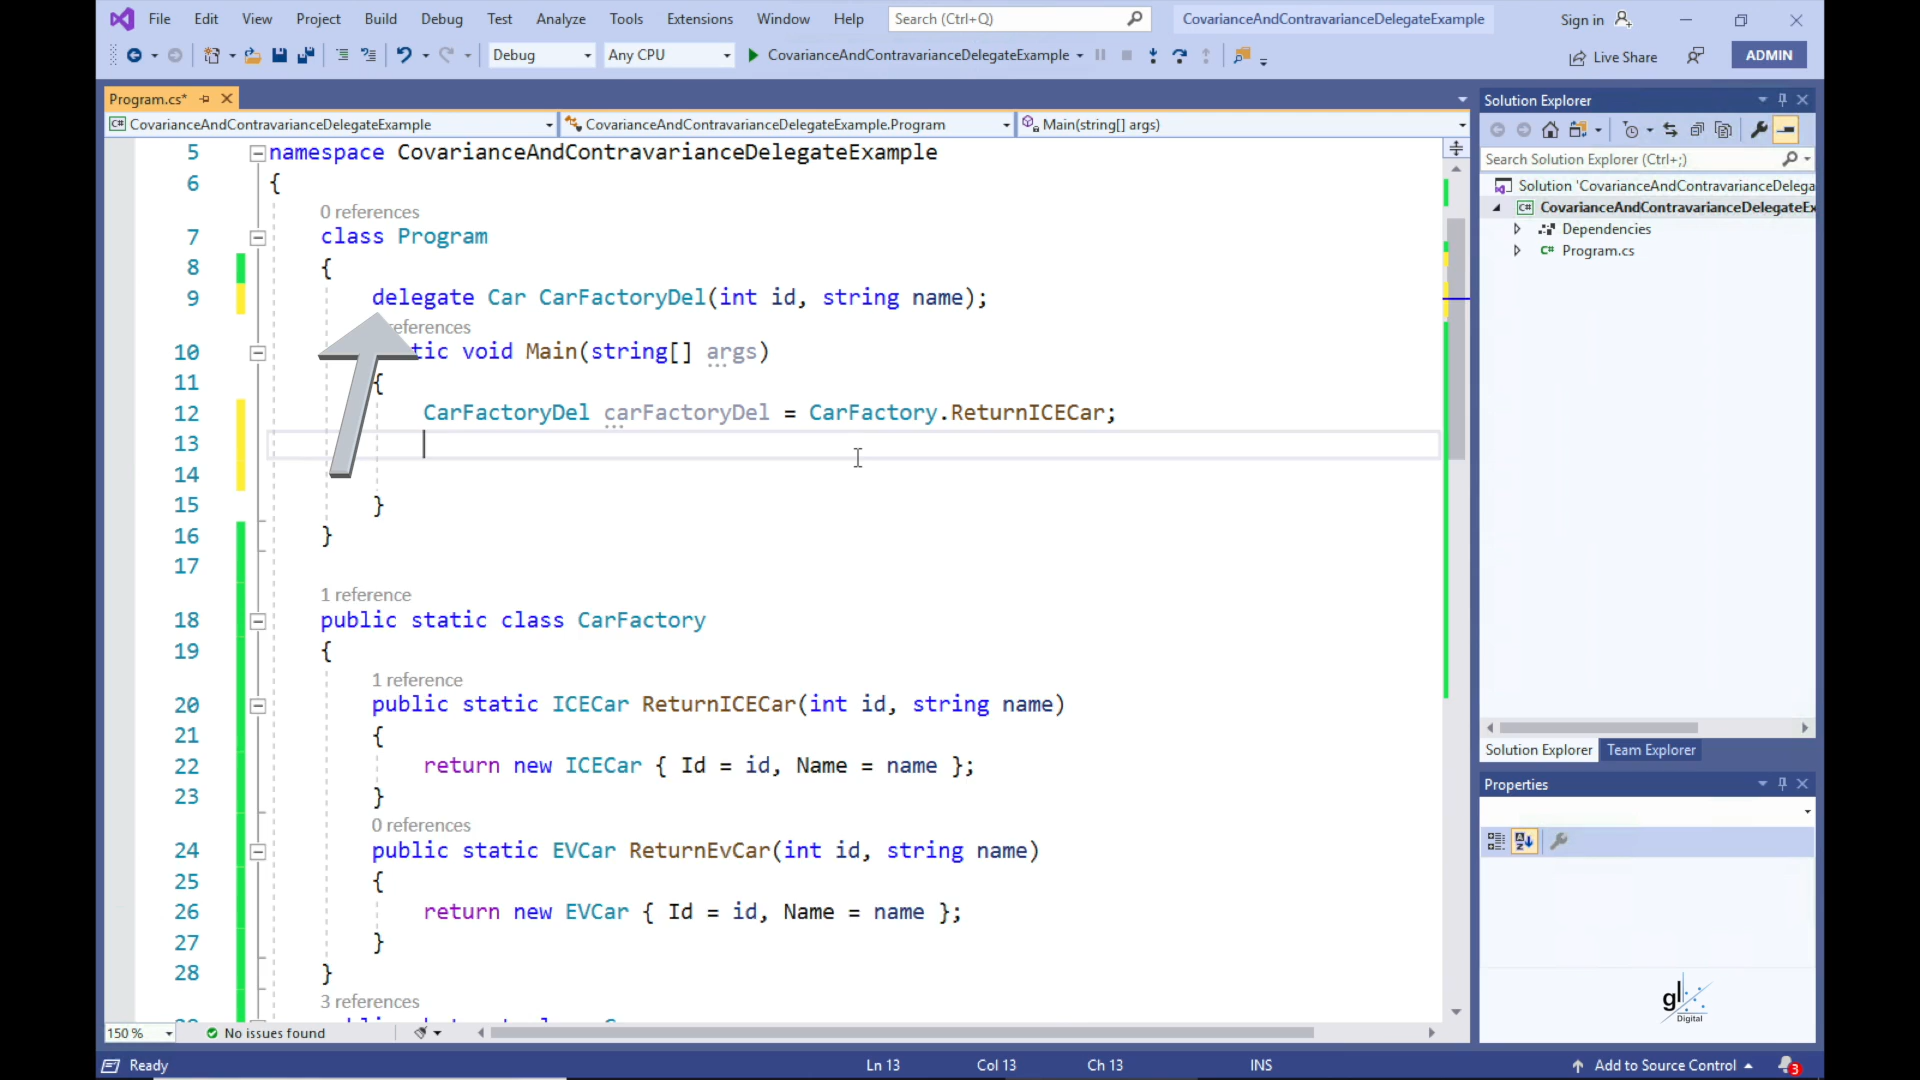 File Edit View Project Build Debug Test Analyze Tools Extensions Window Help Search (Ctrl+Q) CovarianceAndContravarianceDelegateExample Sign in
Debug Any CPU CovarianceAndContravarianceDelegateExample Live Share ADMIN
Program.cs*
CovarianceAndContravarianceDelegateExample CovarianceAndContravarianceDelegateExample.Program Main(string[] args)
5 namespace CovarianceAndContravarianceDelegateExample
6 {
0 references
7 class Program
8 {
9 delegate Car CarFactoryDel(int id, string name);
references
10 tic void Main(string[] args)
11 {
12 CarFactoryDel carFactoryDel = CarFactory.ReturnICECar;
13
14
15 }
16 }
17
1 reference
18 public static class CarFactory
19 {
1 reference
20 public static ICECar ReturnICECar(int id, string name)
21 {
22 return new ICECar { Id = id, Name = name };
23 }
0 references
24 public static EVCar ReturnEvCar(int id, string name)
25 {
26 return new EVCar { Id = id, Name = name };
27 }
28 }
3 references
150 % No issues found
Solution Explorer
Search Solution Explorer (Ctrl+;)
Solution 'CovarianceAndContravarianceDelega
CovarianceAndContravarianceDelegateEx
Dependencies
C# Program.cs
Solution Explorer Team Explorer
Properties
gl
Digital
Ready Ln 13 Col 13 Ch 13 INS Add to Source Control 3